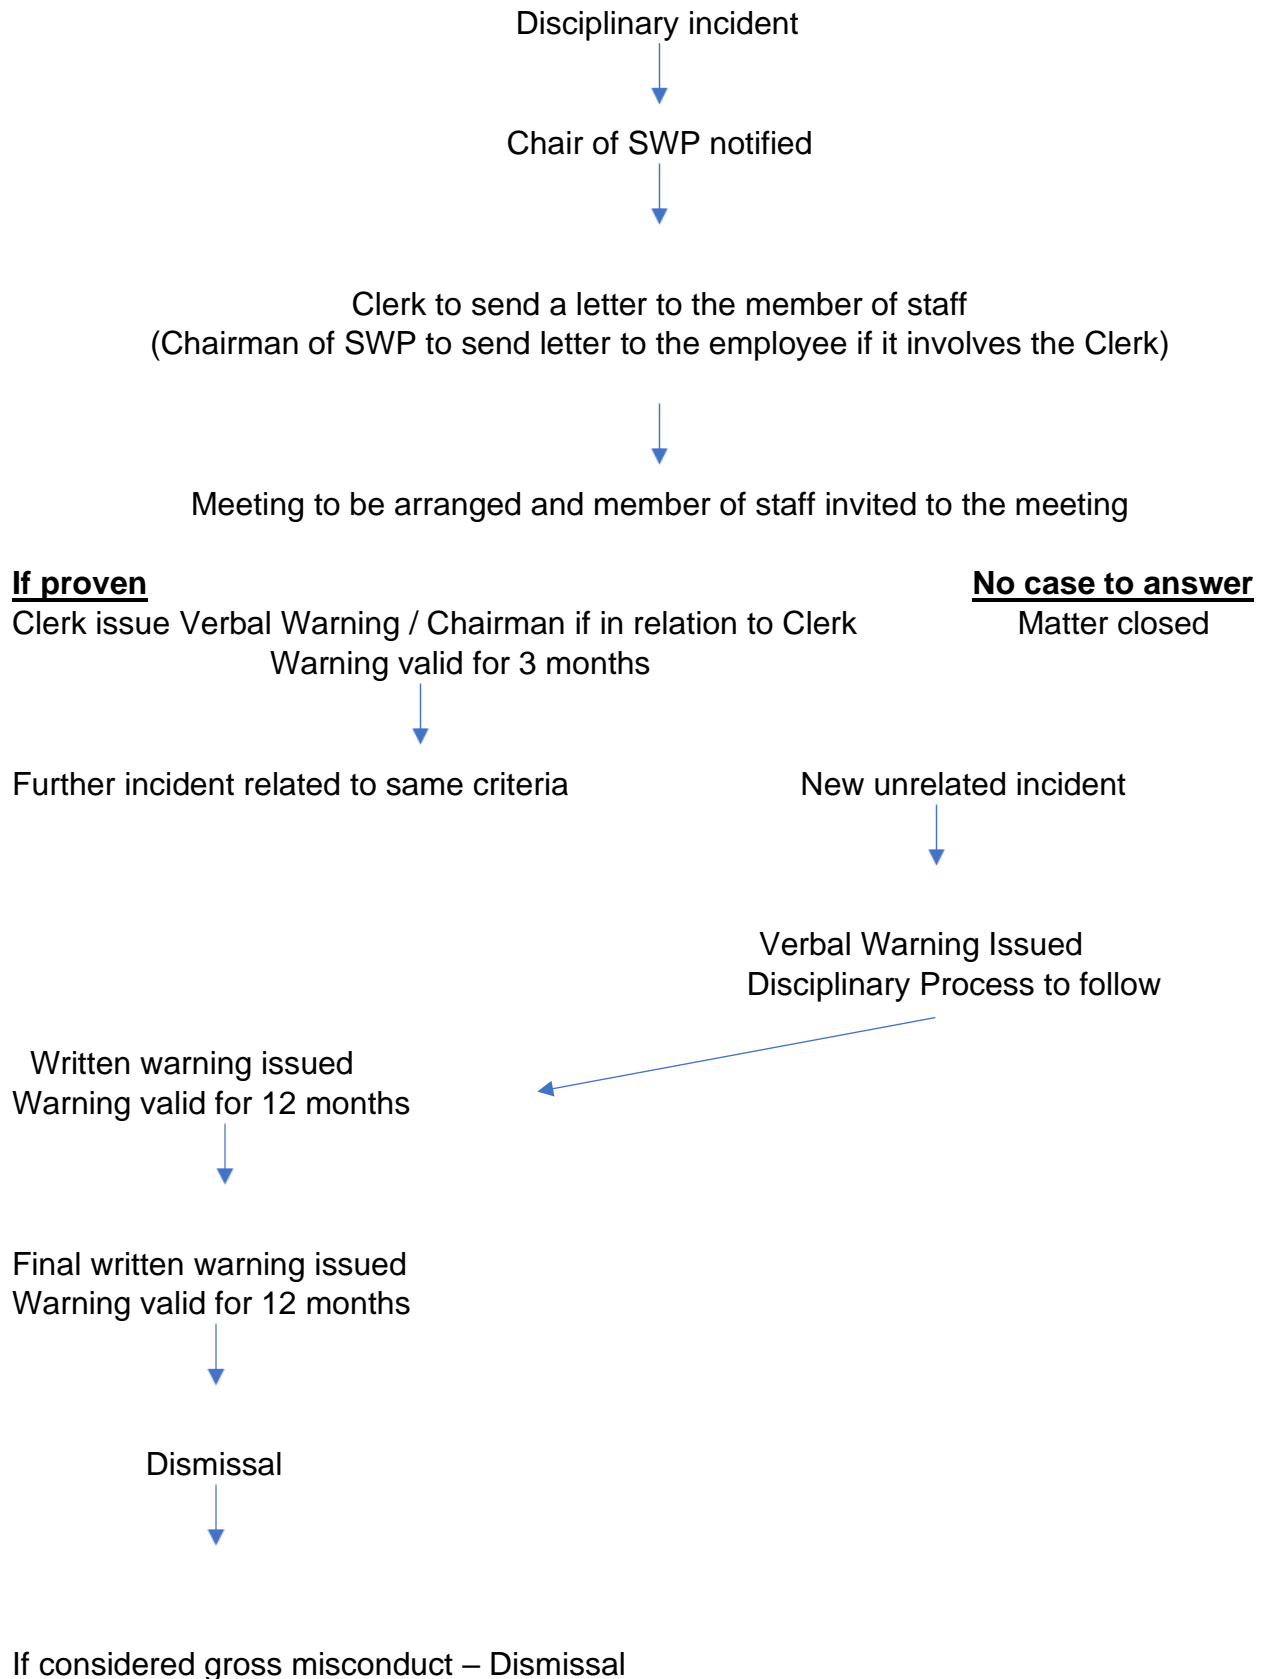 Disciplinary incident
Chair of SWP notified
Clerk to send a letter to the member of staff
(Chairman of SWP to send letter to the employee if it involves the Clerk)
Meeting to be arranged and member of staff invited to the meeting
If proven
No case to answer
Clerk issue Verbal Warning / Chairman if in relation to Clerk
Matter closed
Warning valid for 3 months
Further incident related to same criteria
New unrelated incident
Verbal Warning Issued
Disciplinary Process to follow
Written warning issued
Warning valid for 12 months
Final written warning issued
Warning valid for 12 months
Dismissal
If considered gross misconduct – Dismissal